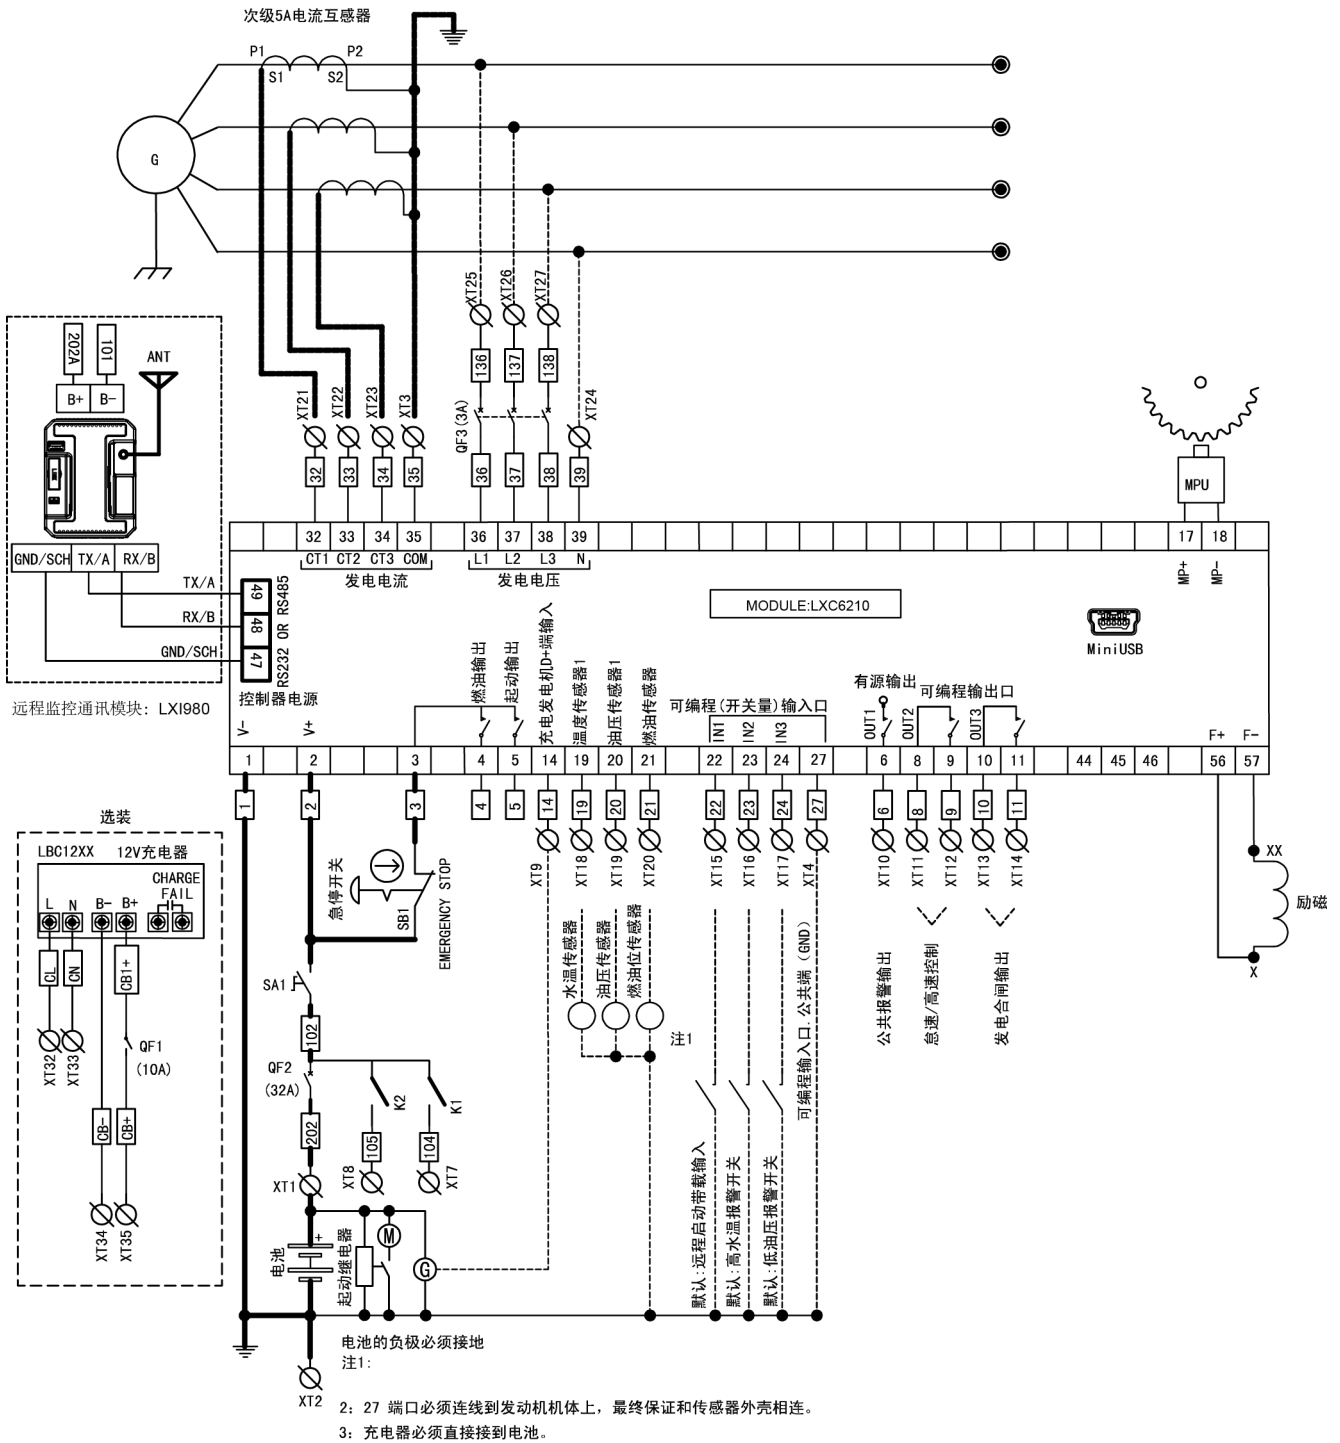 次级5A电流互感器
P1
P2
S1
S2
G
XT25
XT26
XT27
136
137
138
202A
101
ANT
B+
B-
LIXiSE
XT21
XT22
XT23
XT3
QF3(3A)
XT24
32
33
34
35
36
37
38
39
MPU
32
33
34
35
36
37
38
39
17
18
CT1
CT2
CT3
COM
L1
L2
L3
N
MP+
MP-
发电电流
发电电压
GND/SCH
TX/A
RX/B
TX/A
RX/B
GND/SCH
49
48
47
RS232 OR RS485
MODULE:LXC6210
MiniUSB
远程监控通讯模块：LXI980
控制器电源
V-
V+
燃油输出
起动输出
充电发电机D+端输入
温度传感器1
油压传感器1
燃油传感器
可编程(开关量)输入口
IN1
IN2
IN3
有源输出
可编程输出口
OUT1
OUT2
OUT3
F+
F-
1
2
3
4
5
14
19
20
21
22
23
24
27
6
8
9
10
11
44
45
46
56
57
1
2
3
4
5
14
19
20
21
22
23
24
27
6
8
9
10
11
XT9
XT18
XT19
XT20
XT15
XT16
XT17
XT4
XT10
XT11
XT12
XT13
XT14
XX
励磁
X
选装
LBC12XX
12V充电器
CHARGE
FAIL
L
N
B-
B+
CL
CN
CB1+
QF1
(10A)
XT32
XT33
CB-
CB+
XT34
XT35
急停开关
SB1
EMERGENCY STOP
SA1
102
QF2
(32A)
202
K2
K1
105
104
XT8
XT7
XT1
+
电池
起动继电器
M
G
水温传感器
油压传感器
燃油位传感器
注1
可编程输入口.公共端（GND）
公共报警输出
怠速/高速控制
发电合闸输出
默认:远程启动带载输入
默认:高水温报警开关
默认:低油压报警开关
XT2
电池的负极必须接地
注1:
2：27 端口必须连线到发动机机体上，最终保证和传感器外壳相连。
3：充电器必须直接接到电池。